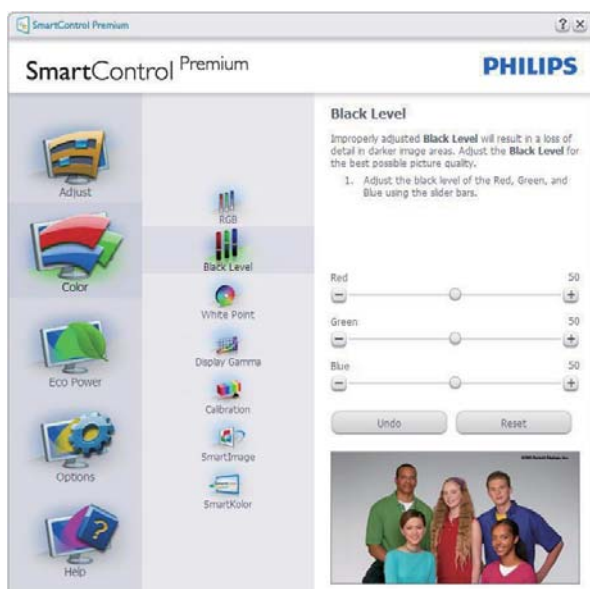 SmartControl Premium
SmartControl Premium
PHILIPS
Adjust
Color
Eco Power
Options
Help
RGB
Black Level
White Point
Display Gamma
Calibration
SmartImage
SmartKolor
Black Level
Improperly adjusted Black Level will result in a loss of
detail in darker image areas. Adjust the Black Level for
the best possible picture quality.
1. Adjust the black level of the Red, Green, and
Blue using the slider bars.
Red 50
Green 50
Blue 50
Undo Reset